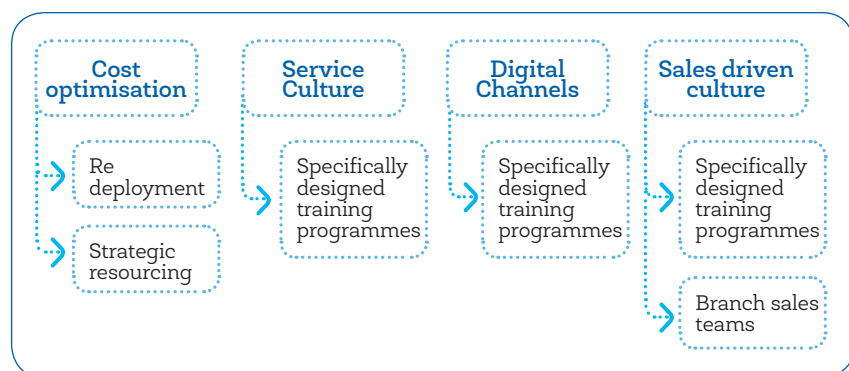 Cost
optimisation
Re
deployment
Strategic
resourcing
Service
Culture
Specifically
designed
training
programmes
Digital
Channels
Specifically
designed
training
programmes
Sales driven
culture
Specifically
designed
training
programmes
Branch sales
teams